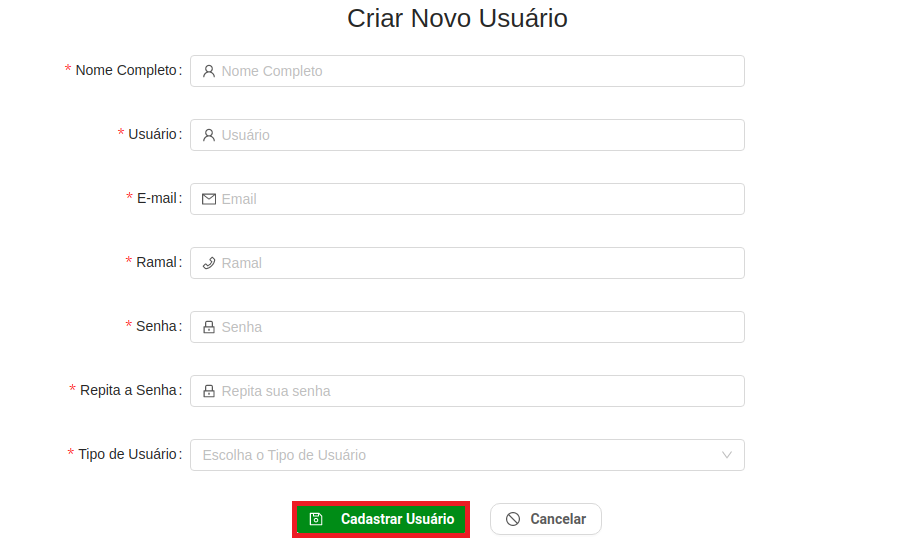 Criar Novo Usuário
* Nome Completo: Nome Completo
* Usuário: Usuário
* E-mail: Email
* Ramal: Ramal
* Senha: Senha
* Repita a Senha: Repita sua senha
* Tipo de Usuário: Escolha o Tipo de Usuário
Cadastrar Usuário Cancelar